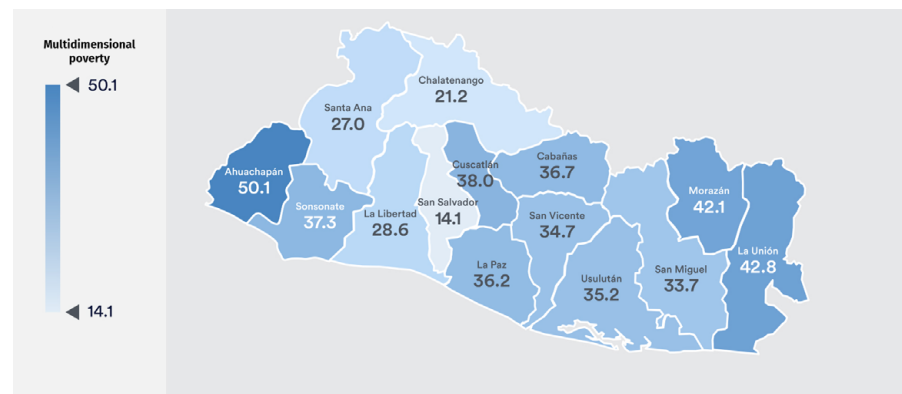 Multidimensional
poverty
50.1
14.1
Chalatenango
21.2
Santa Ana
27.0
Ahuachapán
50.1
Sonsonate
37.3
La Libertad
28.6
San Salvador
14.1
Cuscatlán
38.0
Cabañas
36.7
San Vicente
34.7
La Paz
36.2
Usulután
35.2
San Miguel
33.7
Morazán
42.1
La Unión
42.8